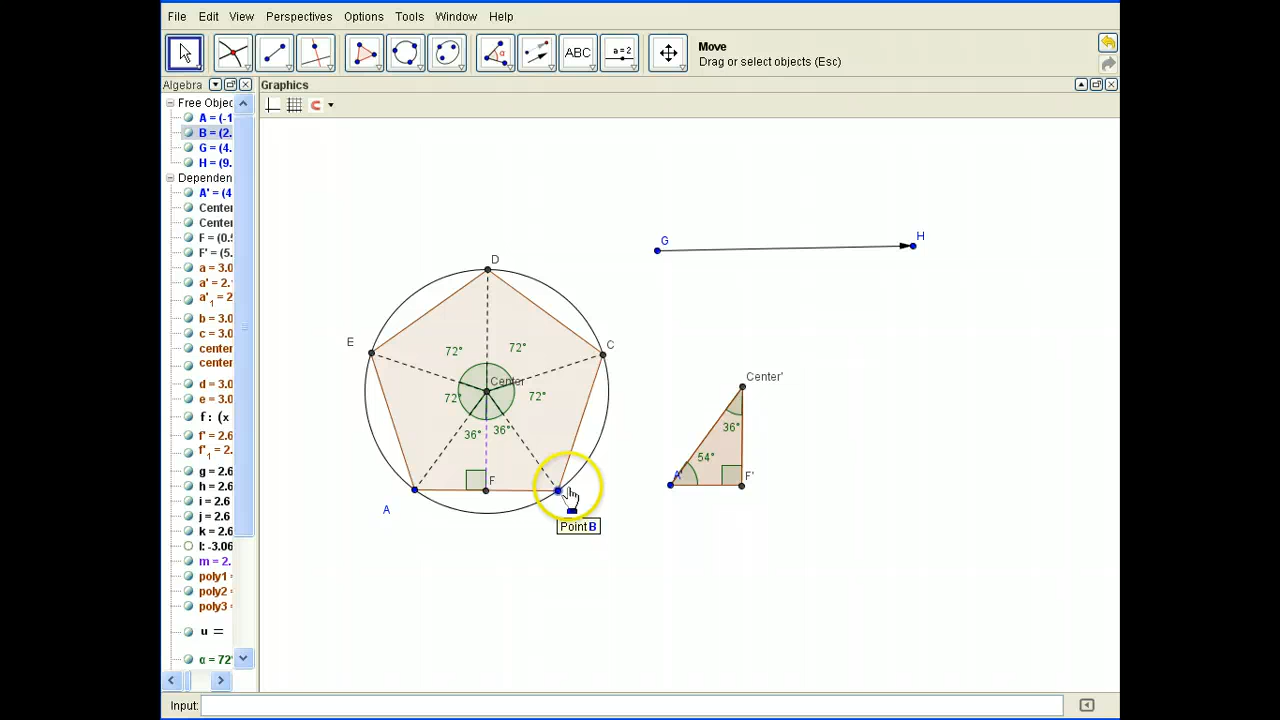 File Edit View Perspectives Options Tools Window Help
ABC
a = 2
Move
Drag or select objects (Esc)
Algebra
Graphics
Free Objec
A = (-1
B = (2.
G = (4.
H = (9.
Dependen
A' = (4
Center
Center
F = (0.5
F' = (5.
a = 3.0
a' = 2.
a'₁ = 2
b = 3.0
c = 3.0
center
center
d = 3.0
e = 3.0
f : (x
f' = 2.6
f'₁ = 2.
g = 2.6
h = 2.6
i = 2.6
j = 2.6
k = 2.6
l: -3.06
m = 2.
poly1 =
poly2 =
poly3 =
u =
α = 72°
G
H
D
E
C
72°
72°
Center
72°
72°
36°
36°
F
A
Point B
Center'
36°
54°
A'
F'
Input: